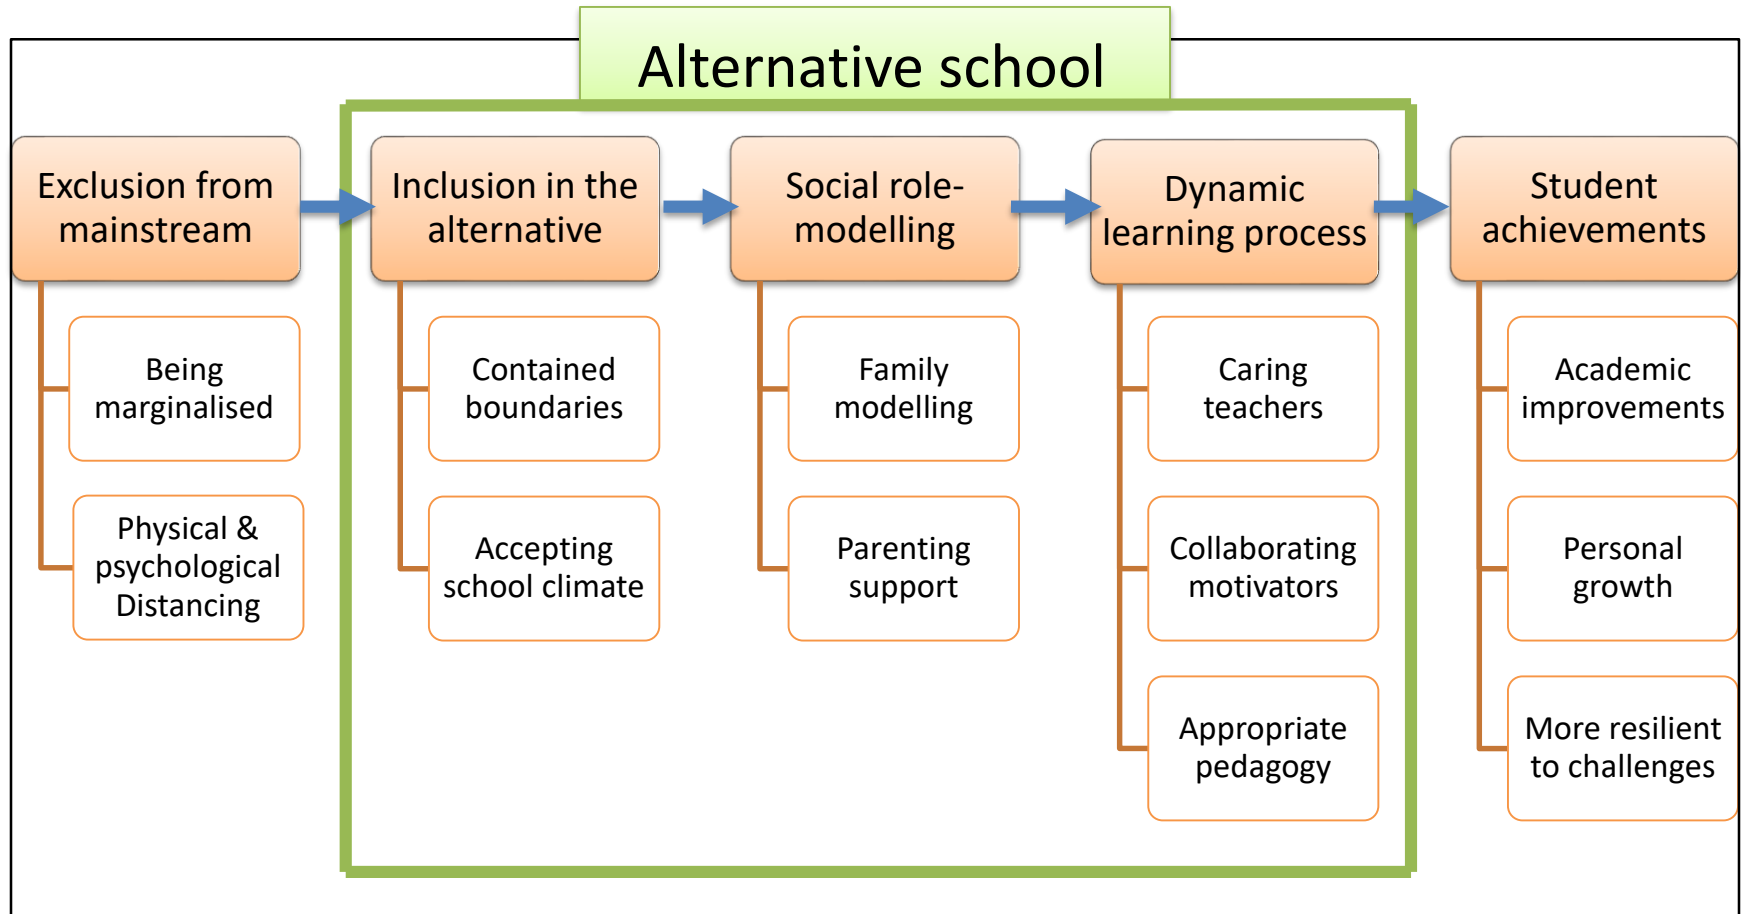 Alternative school
Exclusion from
mainstream
Being
marginalised
Physical &
psychological
Distancing
Inclusion in the
alternative
Contained
boundaries
Accepting
school climate
Social role-
modelling
Family
modelling
Parenting
support
Dynamic
learning process
Caring
teachers
Collaborating
motivators
Appropriate
pedagogy
Student
achievements
Academic
improvements
Personal
growth
More resilient
to challenges